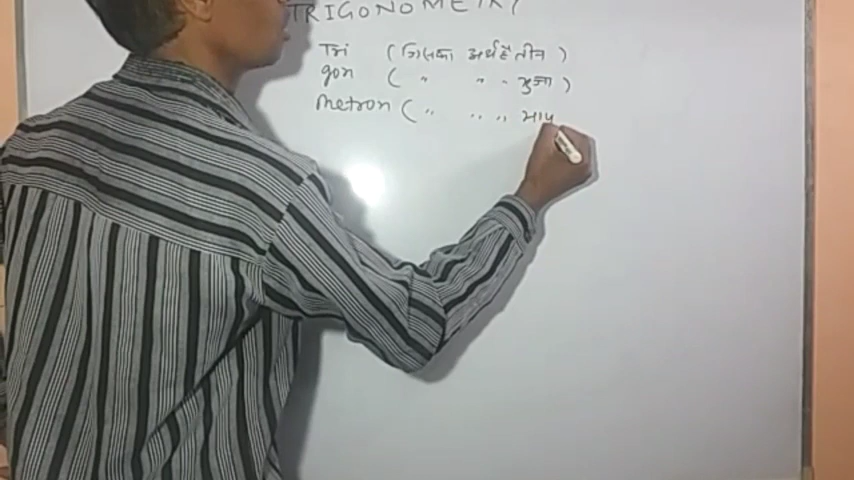 TRIGONOMETRY
Tri ( जिसका अर्थ है तीन )
gon ( " " " भुजा )
Metron ( " " " माप